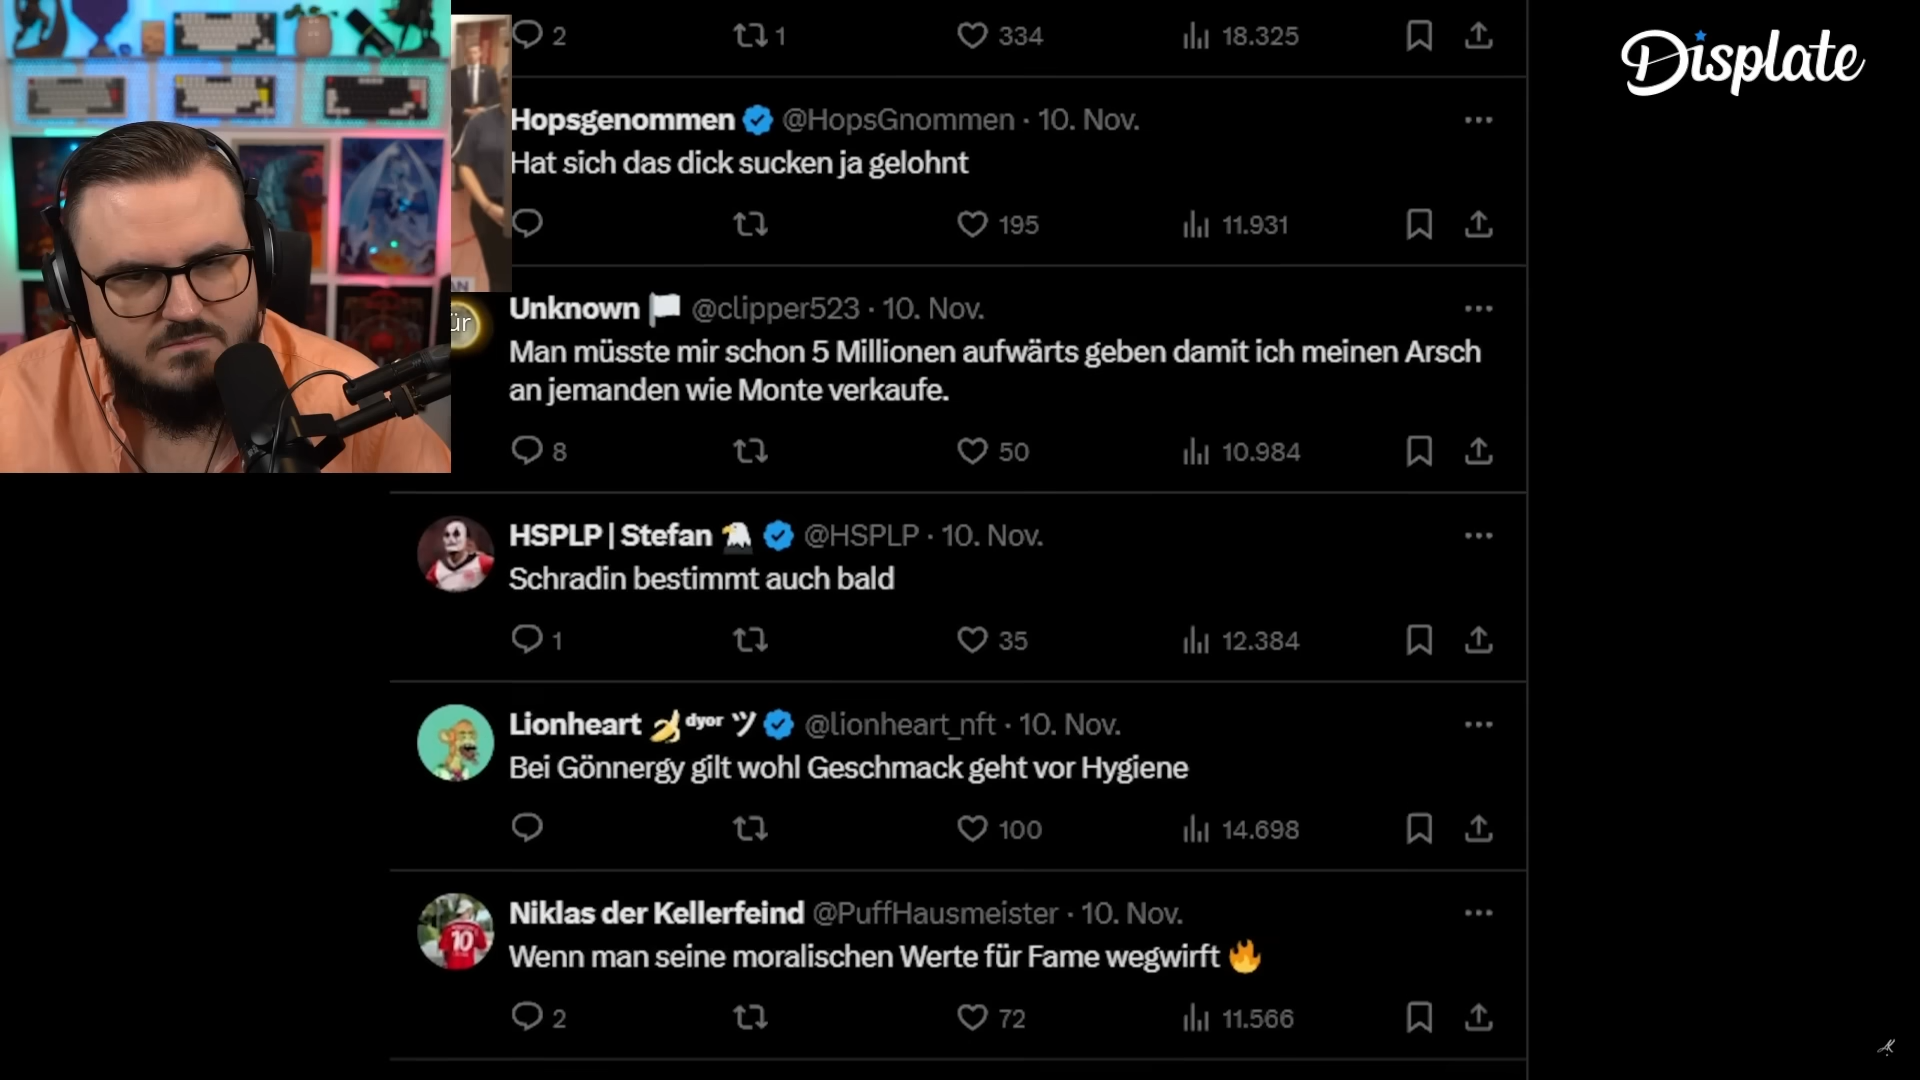 2 1 334 18.325
Displate
Hopsgenommen @HopsGnommen · 10. Nov.
Hat sich das dick sucken ja gelohnt
195 11.931
AN
Unknown 🏳 @clipper523 · 10. Nov.
ür
Man müsste mir schon 5 Millionen aufwärts geben damit ich meinen Arsch
an jemanden wie Monte verkaufe.
8 50 10.984
HSPLP | Stefan 🦅 @HSPLP · 10. Nov.
Schradin bestimmt auch bald
1 35 12.384
Lionheart 🍌 ᵈʸᵒʳ ツ @lionheart_nft · 10. Nov.
Bei Gönnergy gilt wohl Geschmack geht vor Hygiene
100 14.698
Niklas der Kellerfeind @PuffHausmeister · 10. Nov.
10
Wenn man seine moralischen Werte für Fame wegwirft 🔥
2 72 11.566